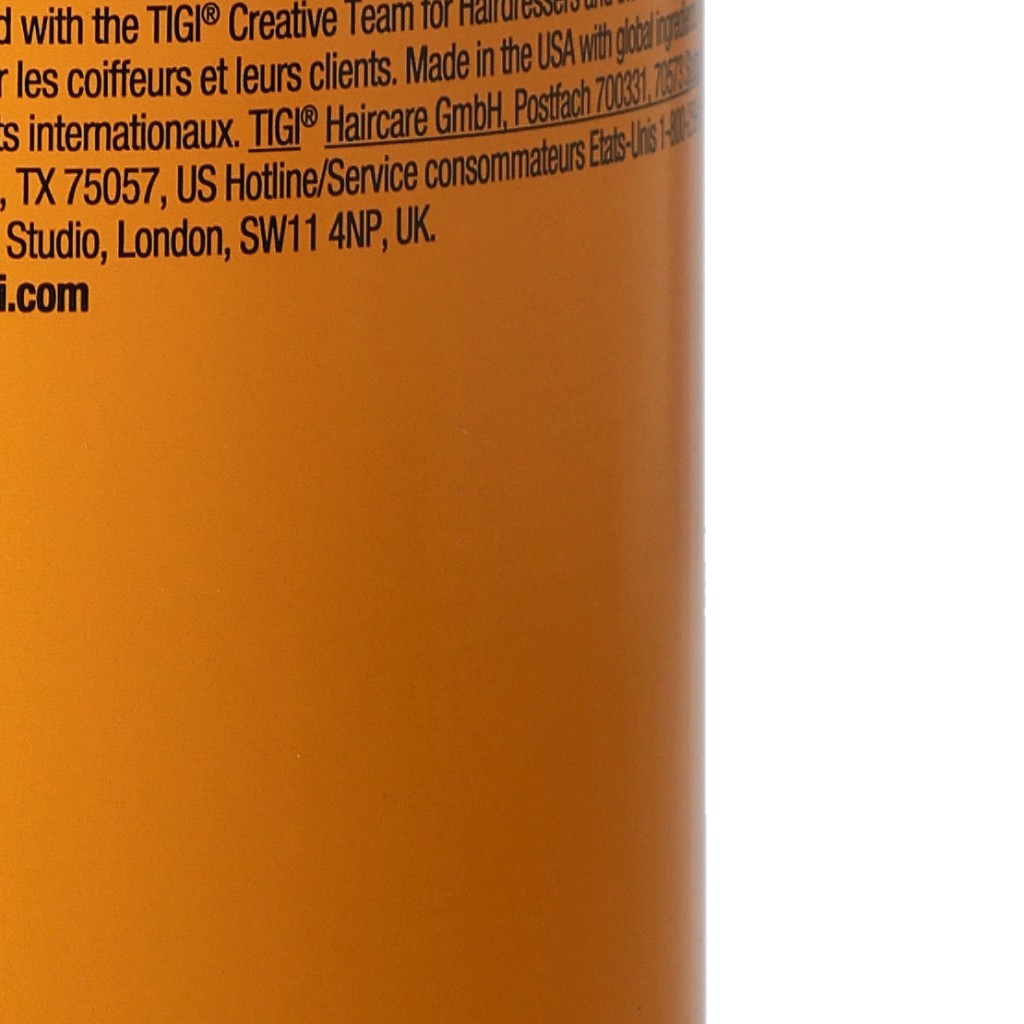 with the TIGI® Creative Team for Hairdressers and
les coiffeurs et leurs clients. Made in the USA with global
internationaux. TIGI® Haircare GmbH, Postfach 700331,
, TX 75057, US Hotline/Service consommateurs Etats-Unis
Studio, London, SW11 4NP, UK.
i.com